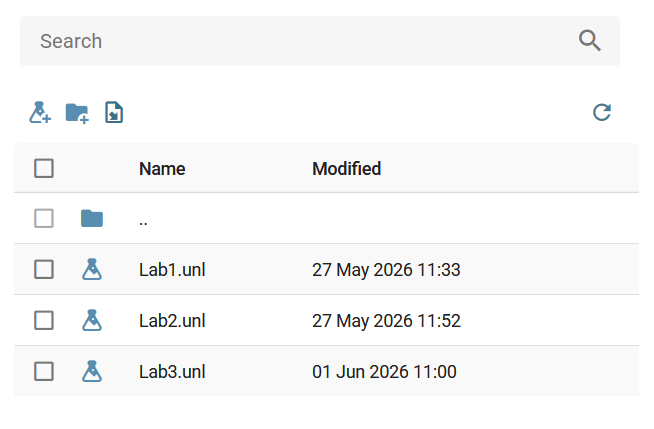 Search
Name Modified
..
Lab1.unl 27 May 2026 11:33
Lab2.unl 27 May 2026 11:52
Lab3.unl 01 Jun 2026 11:00